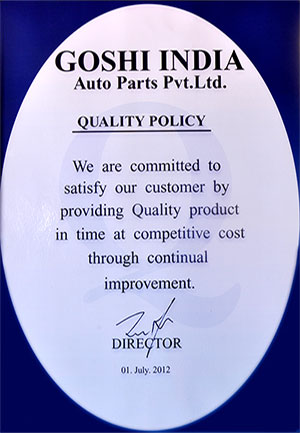 GOSHI INDIA
Auto Parts Pvt.Ltd.
QUALITY POLICY
We are committed to
satisfy our customer by
providing Quality product
in time at competitive cost
through continual
improvement.
DIRECTOR
01. July. 2012